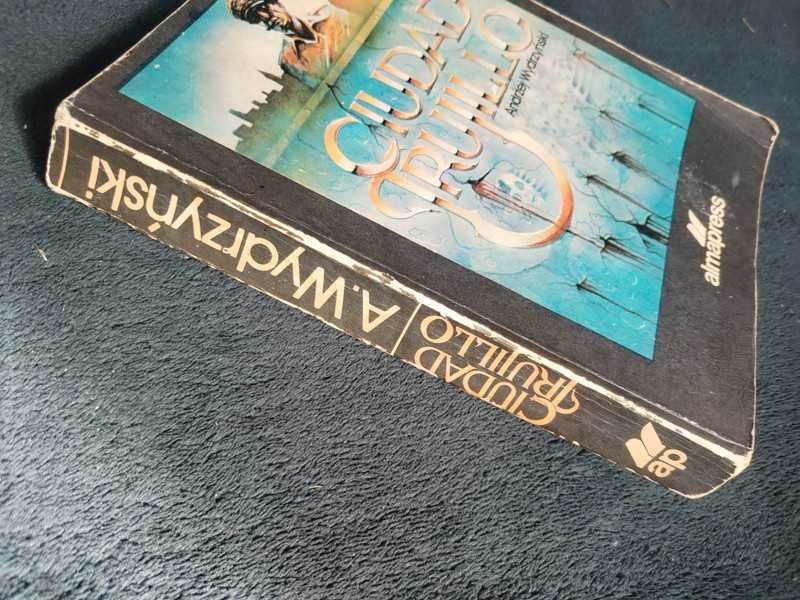 CIUDAD
TRUJILLO
Andrzej Wydrzyński
almapress
A. Wydrzyński
CIUDAD
TRUJILLO
ap